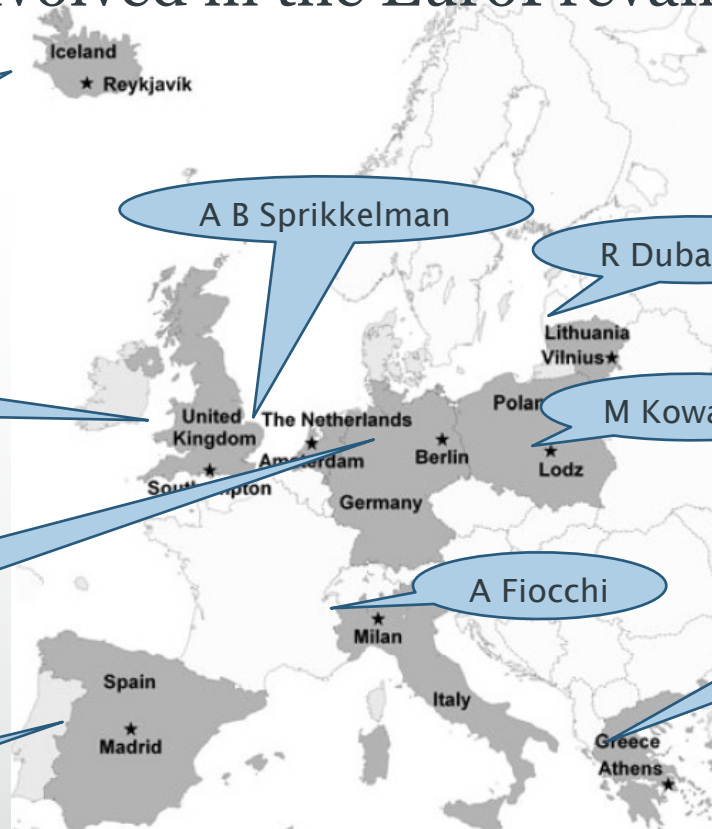 Iceland
Reykjavík
A B Sprikkelman
R Duba
Lithuania
Vilnius
M Kowa
United
Kingdom
The Netherlands
Amsterdam
Berlin
Lodz
Germany
A Fiocchi
Milan
Spain
Madrid
Italy
Greece
Athens